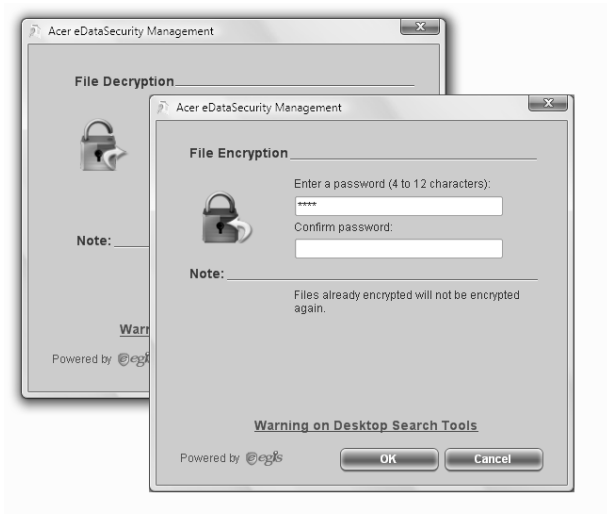 Acer eDataSecurity Management
File Decryption
Note:
Powered by egis
Acer eDataSecurity Management
File Encryption
Enter a password (4 to 12 characters):
****
Confirm password:
Note:
Files already encrypted will not be encrypted
again.
Warning on Desktop Search Tools
Powered by egis
OK
Cancel